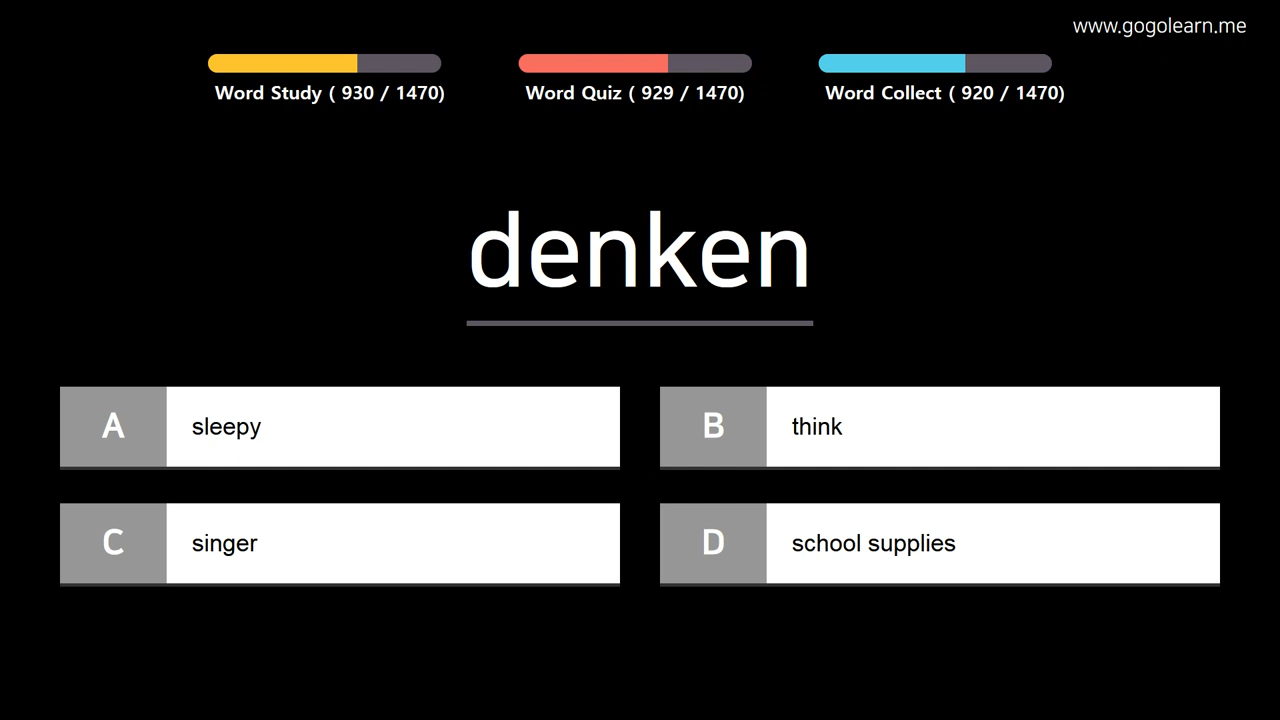 www.gogolearn.me
Word Study ( 930 / 1470)
Word Quiz ( 929 / 1470)
Word Collect ( 920 / 1470)
denken
A
sleepy
B
think
C
singer
D
school supplies